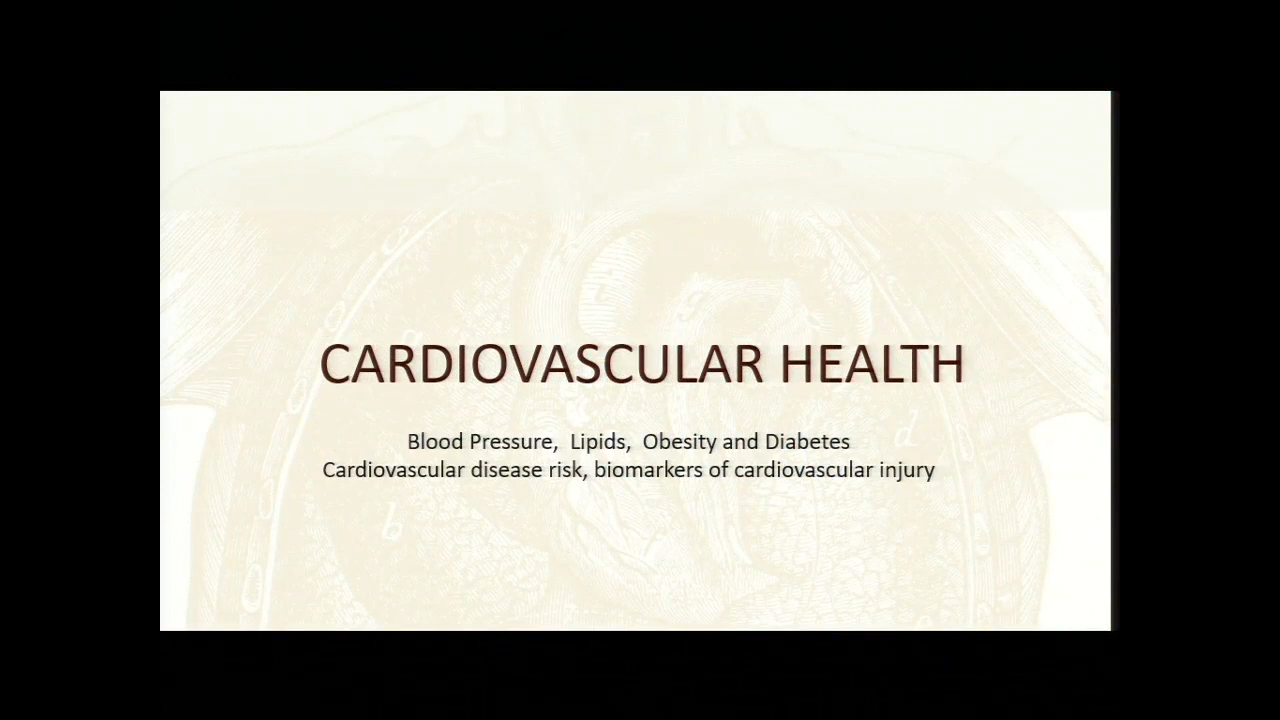 CARDIOVASCULAR HEALTH
Blood Pressure, Lipids, Obesity and Diabetes
Cardiovascular disease risk, biomarkers of cardiovascular injury
d
b